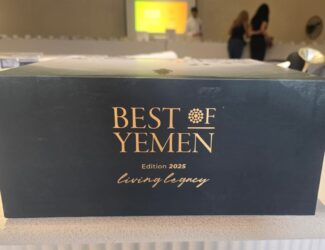 BEST OF
YEMEN
Edition 2025
living legacy